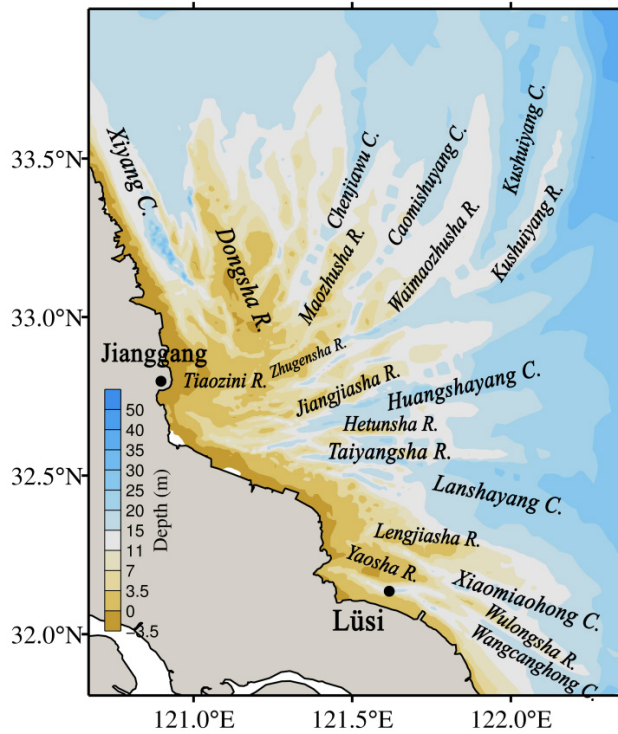 33.5°N
33.0°N
32.5°N
32.0°N
121.0°E
121.5°E
122.0°E
Xiyang C.
Dongsha R.
Chenjiawu C.
Maozhusha R.
Caomishuyang C.
Waimaozhusha R.
Kushuiyang C.
Kushuiyang R.
Jianggang
Zhugensha R.
Tiaozini R.
Jiangjiasha R.
Huangshayang C.
Hetunsha R.
Taiyangsha R.
Lanshayang C.
Lengjiasha R.
Yaosha R.
Xiaomiaohong C.
Lüsi
Wulongsha R.
Wangcanghong C.
Depth (m)
50
40
35
30
25
20
15
11
7
3.5
0
−3.5